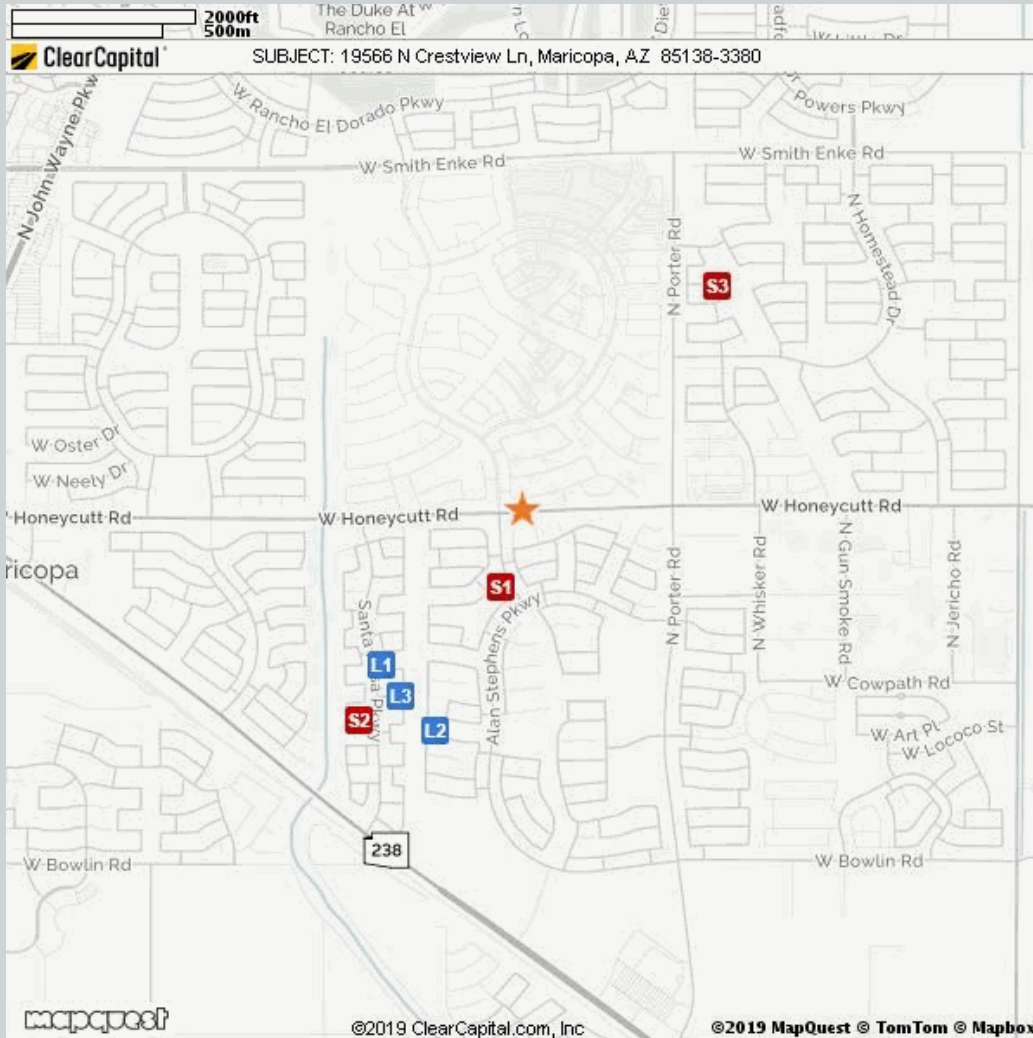 The Duke At
Rancho El
2000ft
500m
ClearCapital
SUBJECT: 19566 N Crestview Ln, Maricopa, AZ 85138-3380
N John Wayne Pkwy
W Rancho El Dorado Pkwy
Powers Pkwy
W Smith Enke Rd
W Smith Enke Rd
N Porter Rd
N Homestead Dr
S3
W Oster Dr
W Neely Dr
Honeycutt Rd
W Honeycutt Rd
W Honeycutt Rd
ricopa
S1
Alan Stephens Pkwy
N Porter Rd
N Whisker Rd
N Gun Smoke Rd
N Jericho Rd
Santa
L1
L3
S2
L2
W Cowpath Rd
W Art Pl
W Lococo St
238
W Bowlin Rd
W Bowlin Rd
mapquest
©2019 ClearCapital.com, Inc
©2019 MapQuest © TomTom © Mapbox